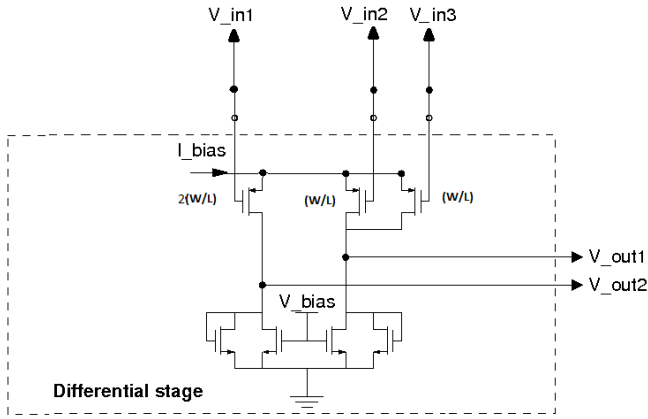 V_in1
V_in2
V_in3
I_bias
2(W/L)
(W/L)
(W/L)
V_out1
V_out2
V_bias
Differential stage